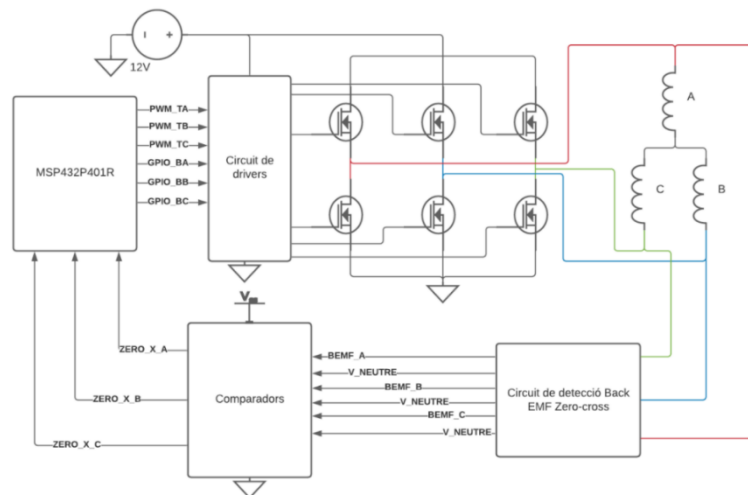 -
+
12V
A
PWM_TA
PWM_TB
PWM_TC
GPIO_BA
GPIO_BB
GPIO_BC
MSP432P401R
Circuit de
drivers
C
B
ZERO_X_A
ZERO_X_B
ZERO_X_C
Comparadors
BEMF_A
V_NEUTRE
BEMF_B
V_NEUTRE
BEMF_C
V_NEUTRE
Circuit de detecció Back
EMF Zero-cross